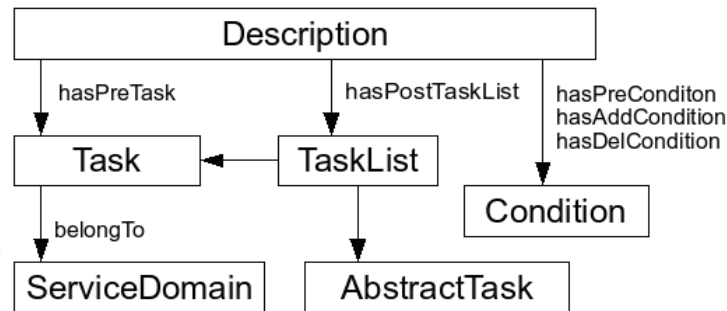 Description
hasPreTask
hasPostTaskList
hasPreConditon
hasAddCondition
hasDelCondition
Task
TaskList
Condition
belongTo
ServiceDomain
AbstractTask